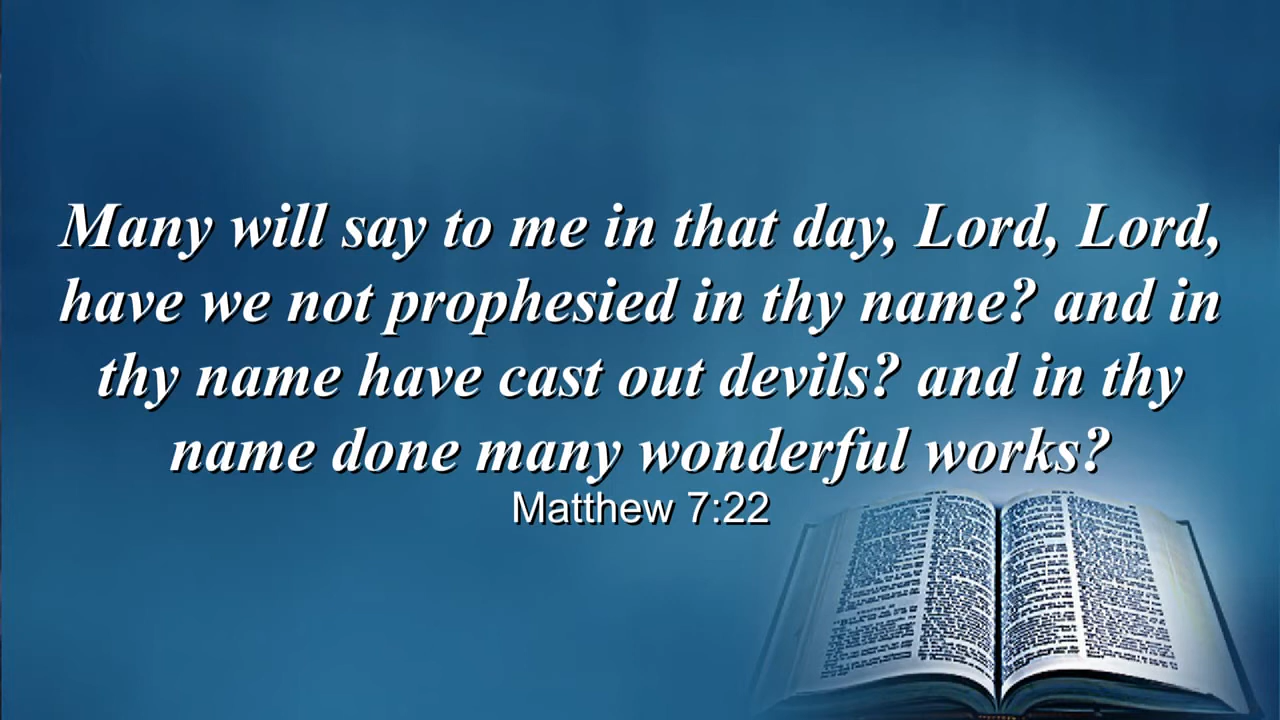 Many will say to me in that day, Lord, Lord,
have we not prophesied in thy name? and in
thy name have cast out devils? and in thy
name done many wonderful works?
Matthew 7:22